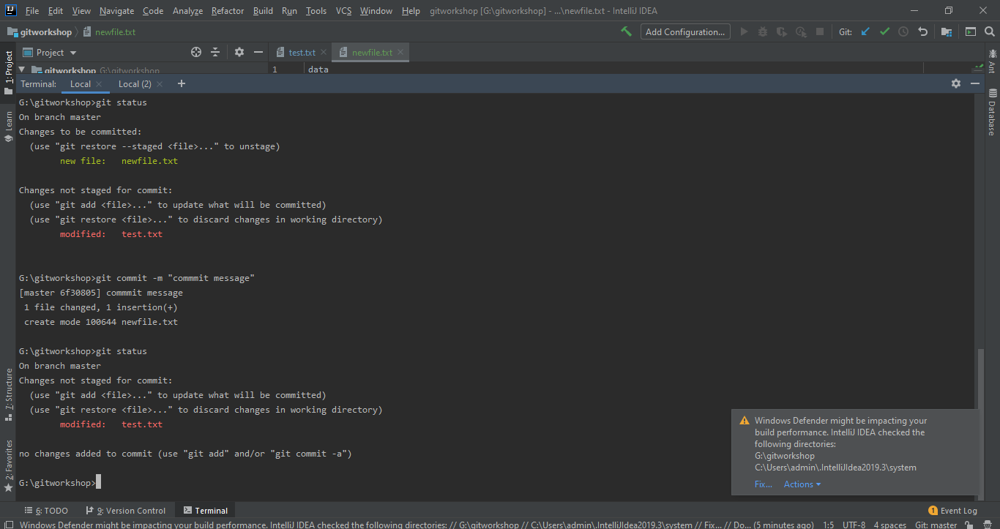 File Edit View Navigate Code Analyze Refactor Build Run Tools VCS Window Help gitworkshop [G:\gitworkshop] - ...\newfile.txt - IntelliJ IDEA
gitworkshop newfile.txt Add Configuration... Git:
Project test.txt newfile.txt
gitworkshop G:\gitworkshop 1 data
Terminal: Local Local (2) +
1: Project
Learn
7: Structure
2: Favorites
Ant
Database
G:\gitworkshop>git status
On branch master
Changes to be committed:
(use "git restore --staged <file>..." to unstage)
new file: newfile.txt
Changes not staged for commit:
(use "git add <file>..." to update what will be committed)
(use "git restore <file>..." to discard changes in working directory)
modified: test.txt
G:\gitworkshop>git commit -m "commmit message"
[master 6f30805] commmit message
1 file changed, 1 insertion(+)
create mode 100644 newfile.txt
G:\gitworkshop>git status
On branch master
Changes not staged for commit:
(use "git add <file>..." to update what will be committed)
(use "git restore <file>..." to discard changes in working directory)
modified: test.txt
no changes added to commit (use "git add" and/or "git commit -a")
G:\gitworkshop>
Windows Defender might be impacting your
build performance. IntelliJ IDEA checked the
following directories:
G:\gitworkshop
C:\Users\admin\.IntelliJIdea2019.3\system
Fix... Actions
6: TODO 9: Version Control Terminal 1 Event Log
Windows Defender might be impacting your build performance. IntelliJ IDEA checked the following directories: // G:\gitworkshop // C:\Users\admin\.IntelliJIdea2019.3\system // Fix... // Do... (5 minutes ago) 1:5 UTF-8 4 spaces Git: master